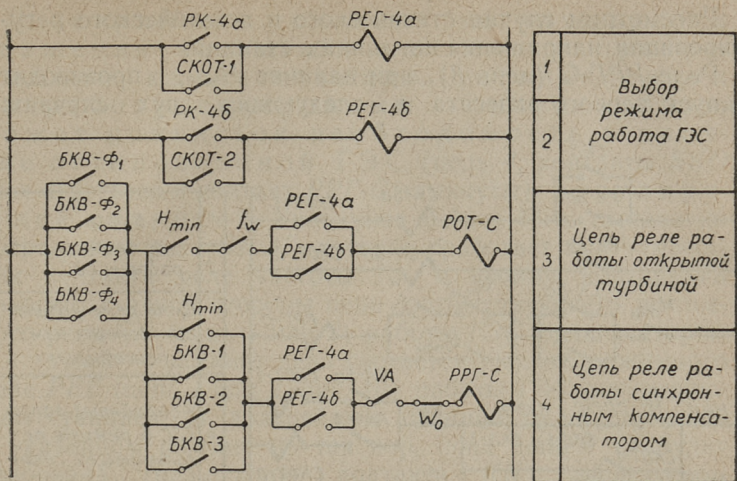 РК-4а
РЕГ-4а
СКОТ-1
РК-4б
РЕГ-4б
СКОТ-2
БКВ-Ф₁
БКВ-Ф₂
БКВ-Ф₃
БКВ-Ф₄
H_min
f_w
РЕГ-4а
РЕГ-4б
РОТ-С
H_min
БКВ-1
БКВ-2
БКВ-3
РЕГ-4а
РЕГ-4б
VA
W₀
РРГ-С
1
2
Выбор
режима
работа ГЭС
3
Цепь реле ра-
боты открытой
турбиной
4
Цепь реле ра-
боты синхрон-
ным компенса-
тором